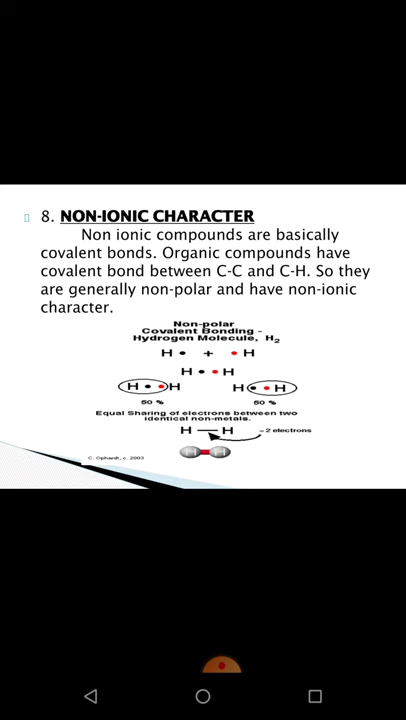 8. NON-IONIC CHARACTER
Non ionic compounds are basically
covalent bonds. Organic compounds have
covalent bond between C-C and C-H. So they
are generally non-polar and have non-ionic
character.
Non-polar
Covalent Bonding -
Hydrogen Molecule, H₂
H • + • H
H • • H
H • • H H • • H
50 % 50 %
Equal Sharing of electrons between two
identical non-metals.
H — H – 2 electrons
H H
C. Ophardt, c. 2003